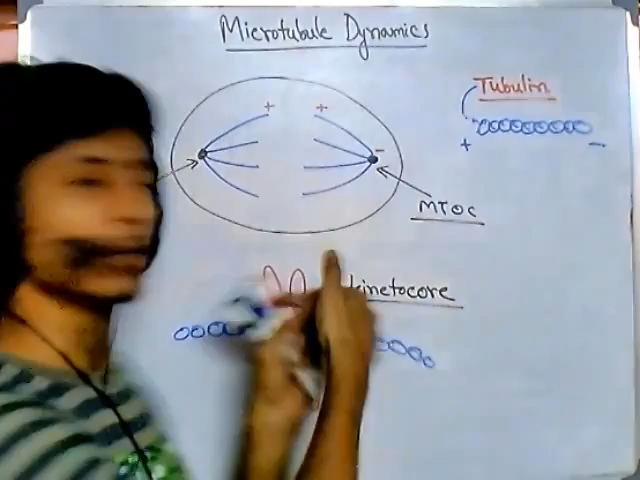 Microtubule Dynamics
+ +
Tubulin
+ -
-
MTOC
kinetocore